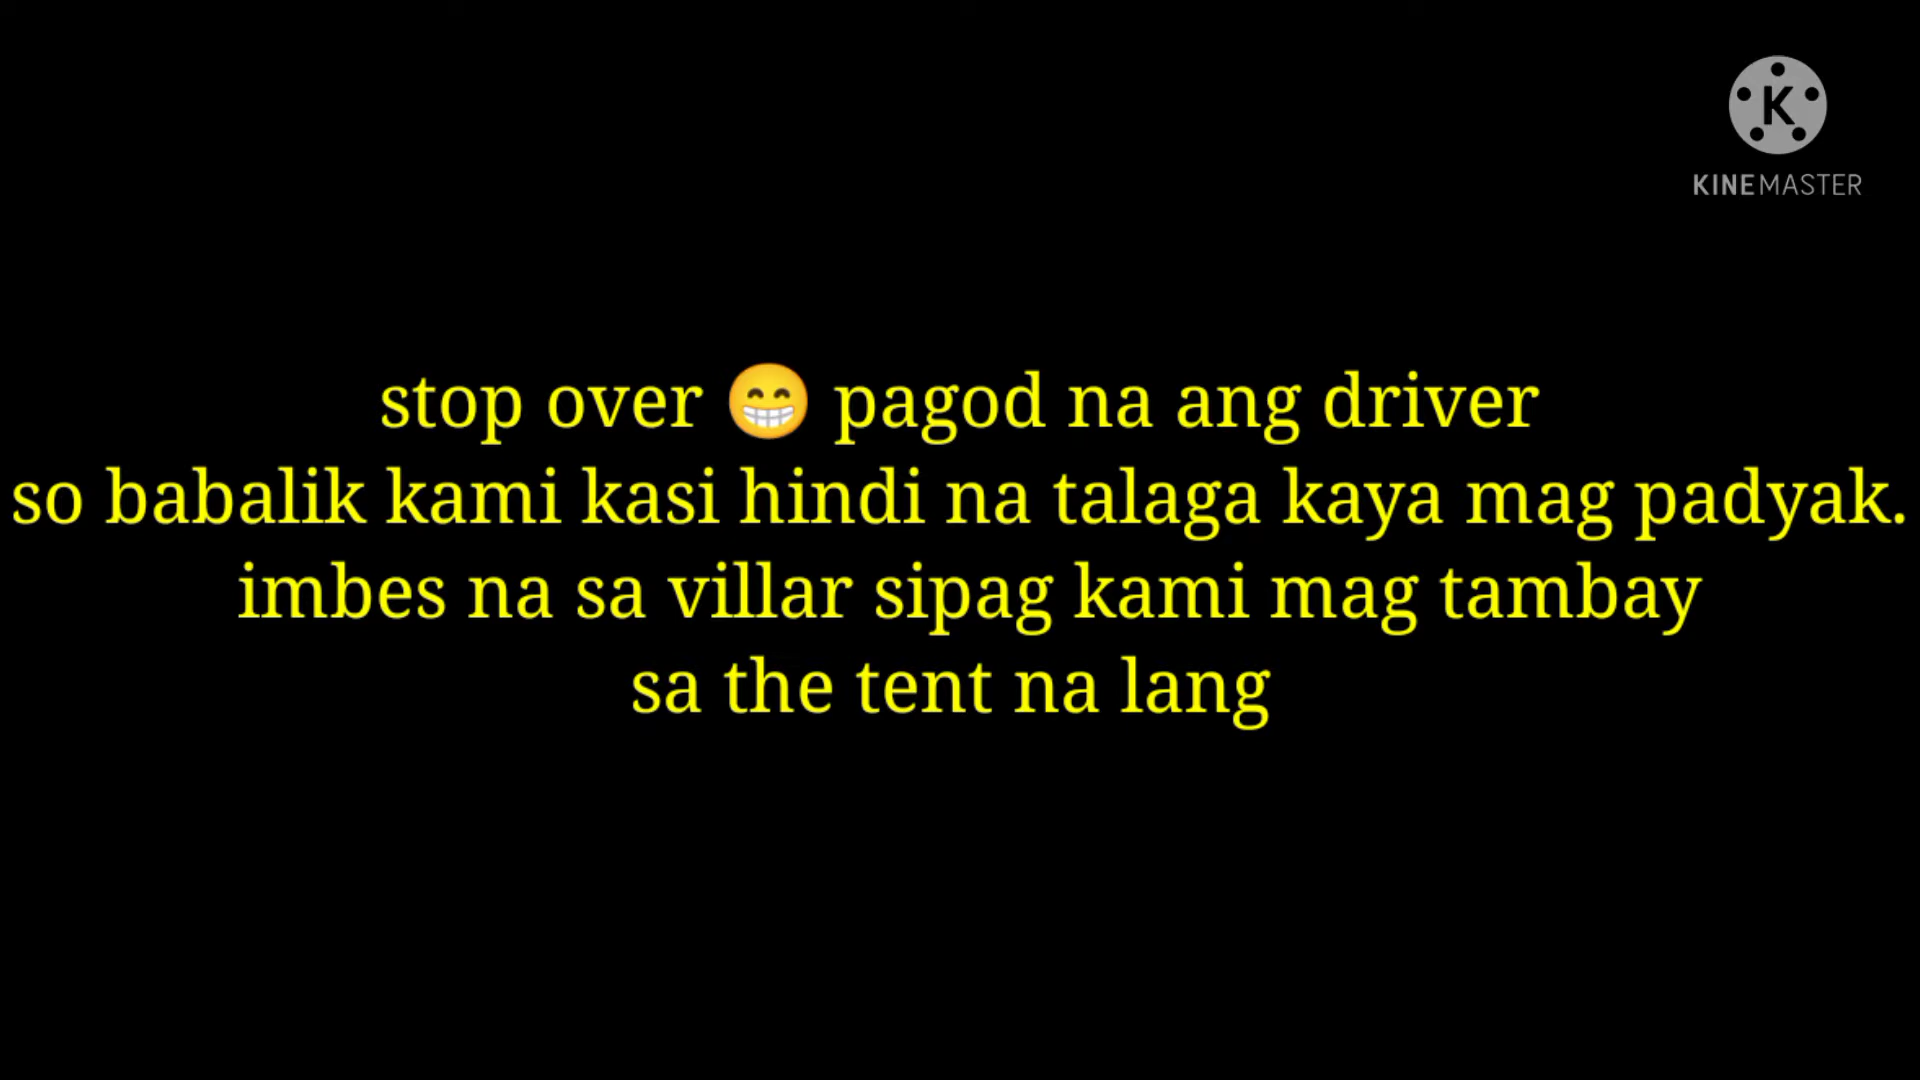 K
KINEMASTER
stop over 😁 pagod na ang driver
so babalik kami kasi hindi na talaga kaya mag padyak.
imbes na sa villar sipag kami mag tambay
sa the tent na lang